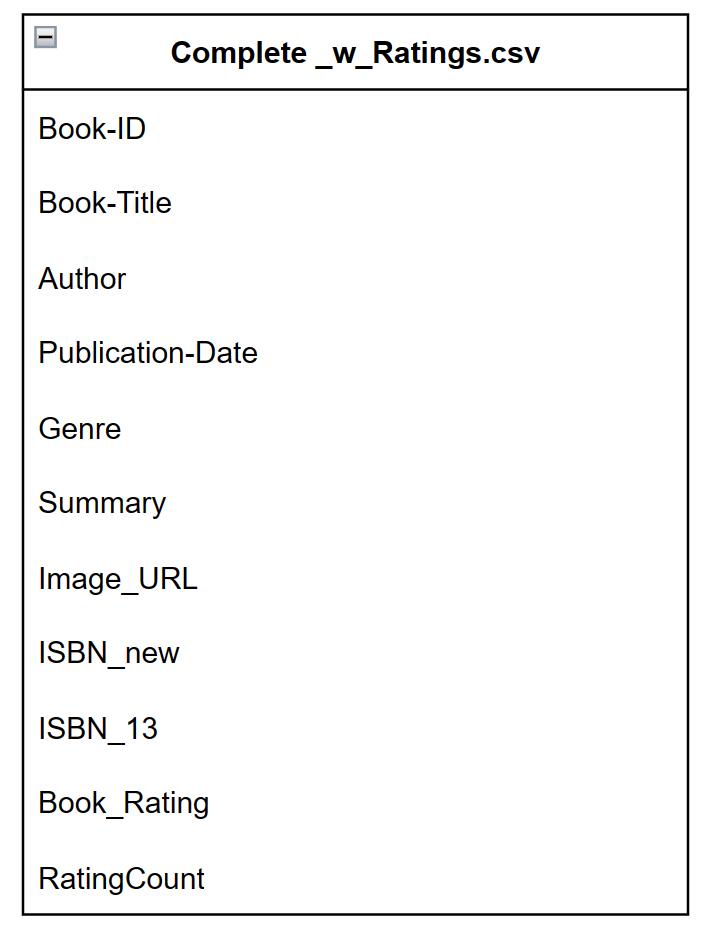 Complete _w_Ratings.csv
Book-ID
Book-Title
Author
Publication-Date
Genre
Summary
Image_URL
ISBN_new
ISBN_13
Book_Rating
RatingCount